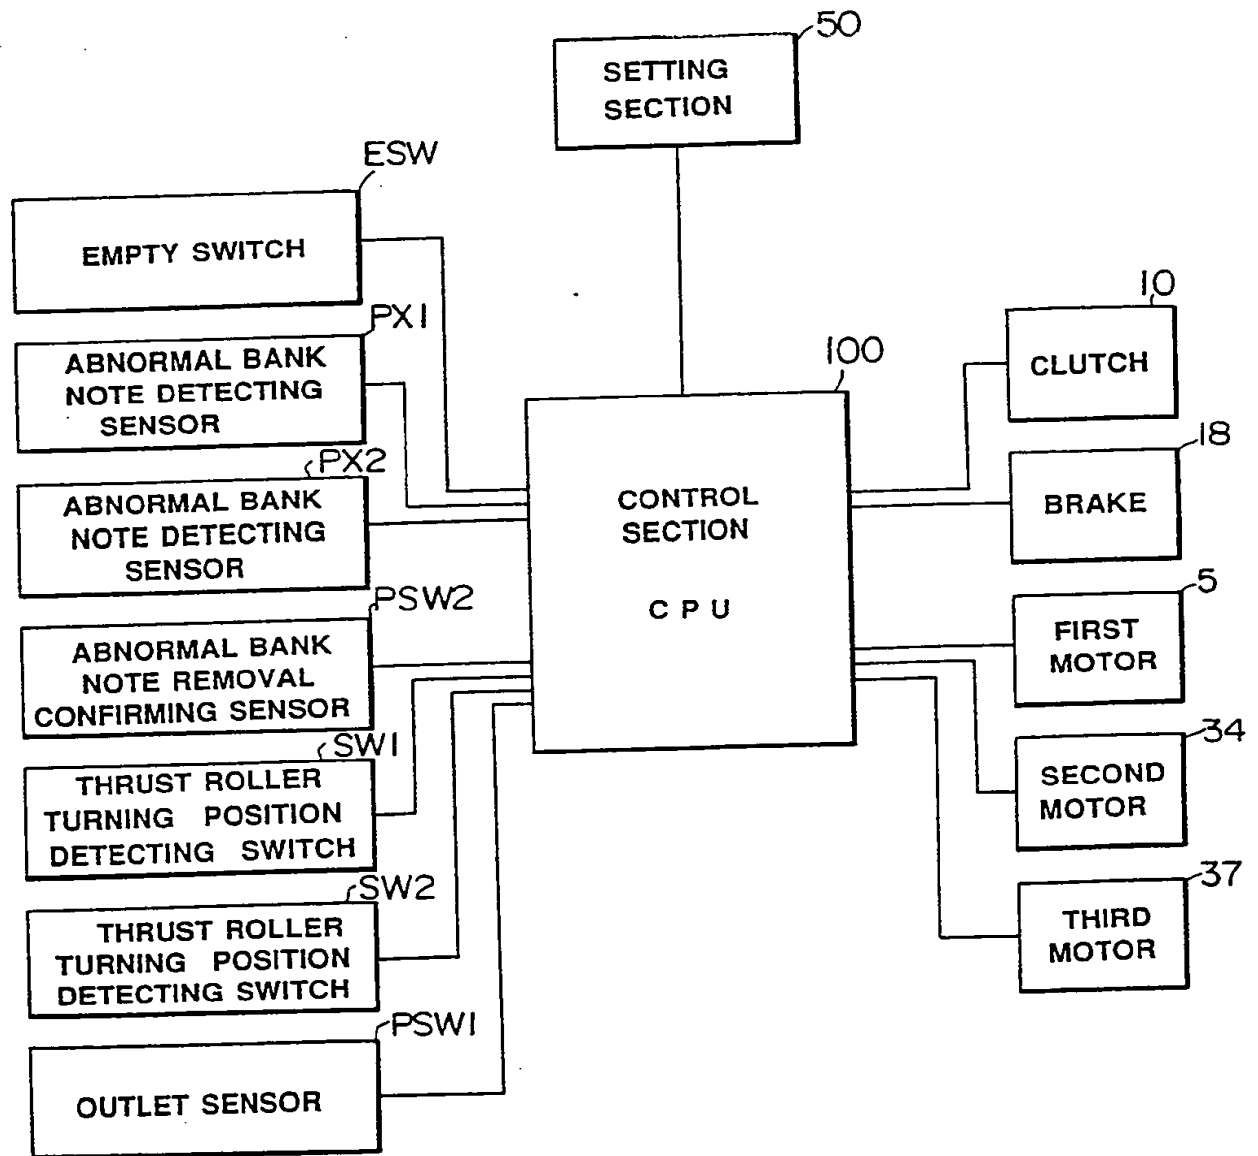 50
SETTING
SECTION
ESW
EMPTY SWITCH
PX1
ABNORMAL BANK
NOTE DETECTING
SENSOR
PX2
ABNORMAL BANK
NOTE DETECTING
SENSOR
PSW2
ABNORMAL BANK
NOTE REMOVAL
CONFIRMING SENSOR
SW1
THRUST ROLLER
TURNING POSITION
DETECTING SWITCH
SW2
THRUST ROLLER
TURNING POSITION
DETECTING SWITCH
PSW1
OUTLET SENSOR
100
CONTROL
SECTION
C P U
10
CLUTCH
18
BRAKE
5
FIRST
MOTOR
34
SECOND
MOTOR
37
THIRD
MOTOR